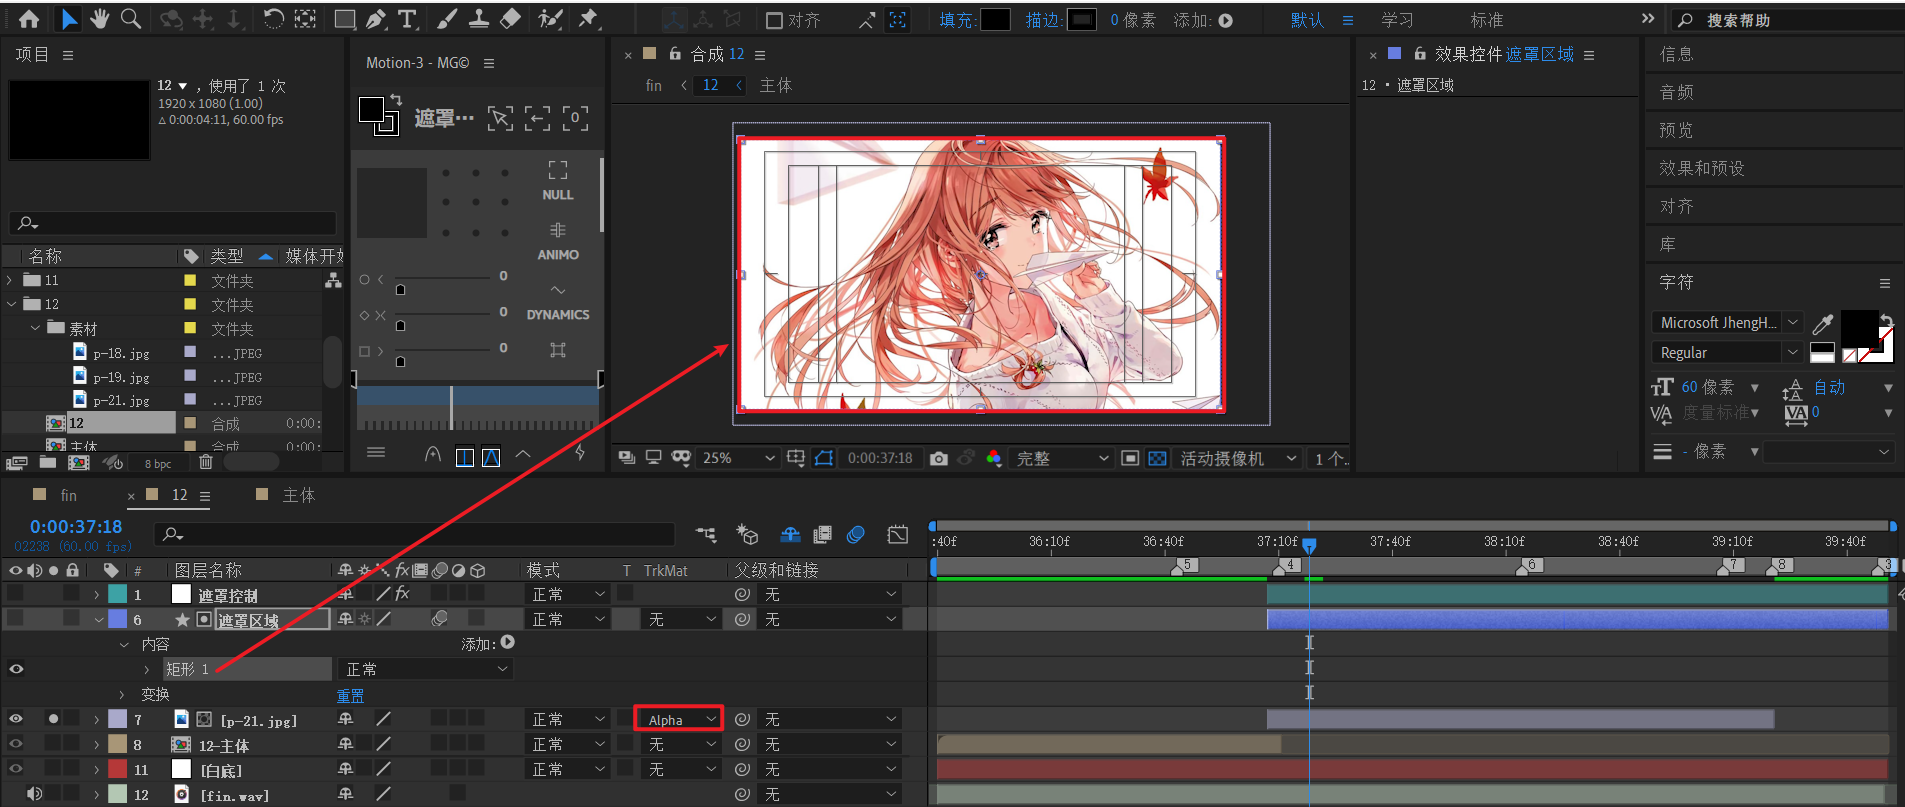 对齐 填充: 描边: 0 像素 添加: 默认 学习 标准 搜索帮助
项目
12 ▼ , 使用了 1 次
1920 x 1080 (1.00)
△ 0:00:04:11, 60.00 fps
名称 类型 媒体开始
11 文件夹
12 文件夹
素材 文件夹
p-18.jpg ...JPEG
p-19.jpg ...JPEG
p-21.jpg ...JPEG
12 合成 0:00:
主体 合成 0:00:
8 bpc
Motion-3 - MG©
遮罩···
0
NULL
ANIMO
0
0
DYNAMICS
0
合成 12
fin 12 主体
25% 0:00:37:18 完整 活动摄像机 1 个..
效果控件 遮罩区域
12 · 遮罩区域
信息
音频
预览
效果和预设
对齐
库
字符
Microsoft JhengH...
Regular
60 像素 自动
度量标准 0
- 像素
fin 12 主体
0:00:37:18
02238 (60.00 fps)
:40f 36:10f 36:40f 37:10f 37:40f 38:10f 38:40f 39:10f 39:40f
5 4 6 7 8 3
# 图层名称 fx 模式 T TrkMat 父级和链接
1 遮罩控制 fx 正常 无
6 遮罩区域 正常 无 无
内容 添加:
矩形 1 正常
变换 重置
7 [p-21.jpg] 正常 Alpha 无
8 12-主体 正常 无 无
11 [白底] 正常 无 无
12 [fin.wav] 无